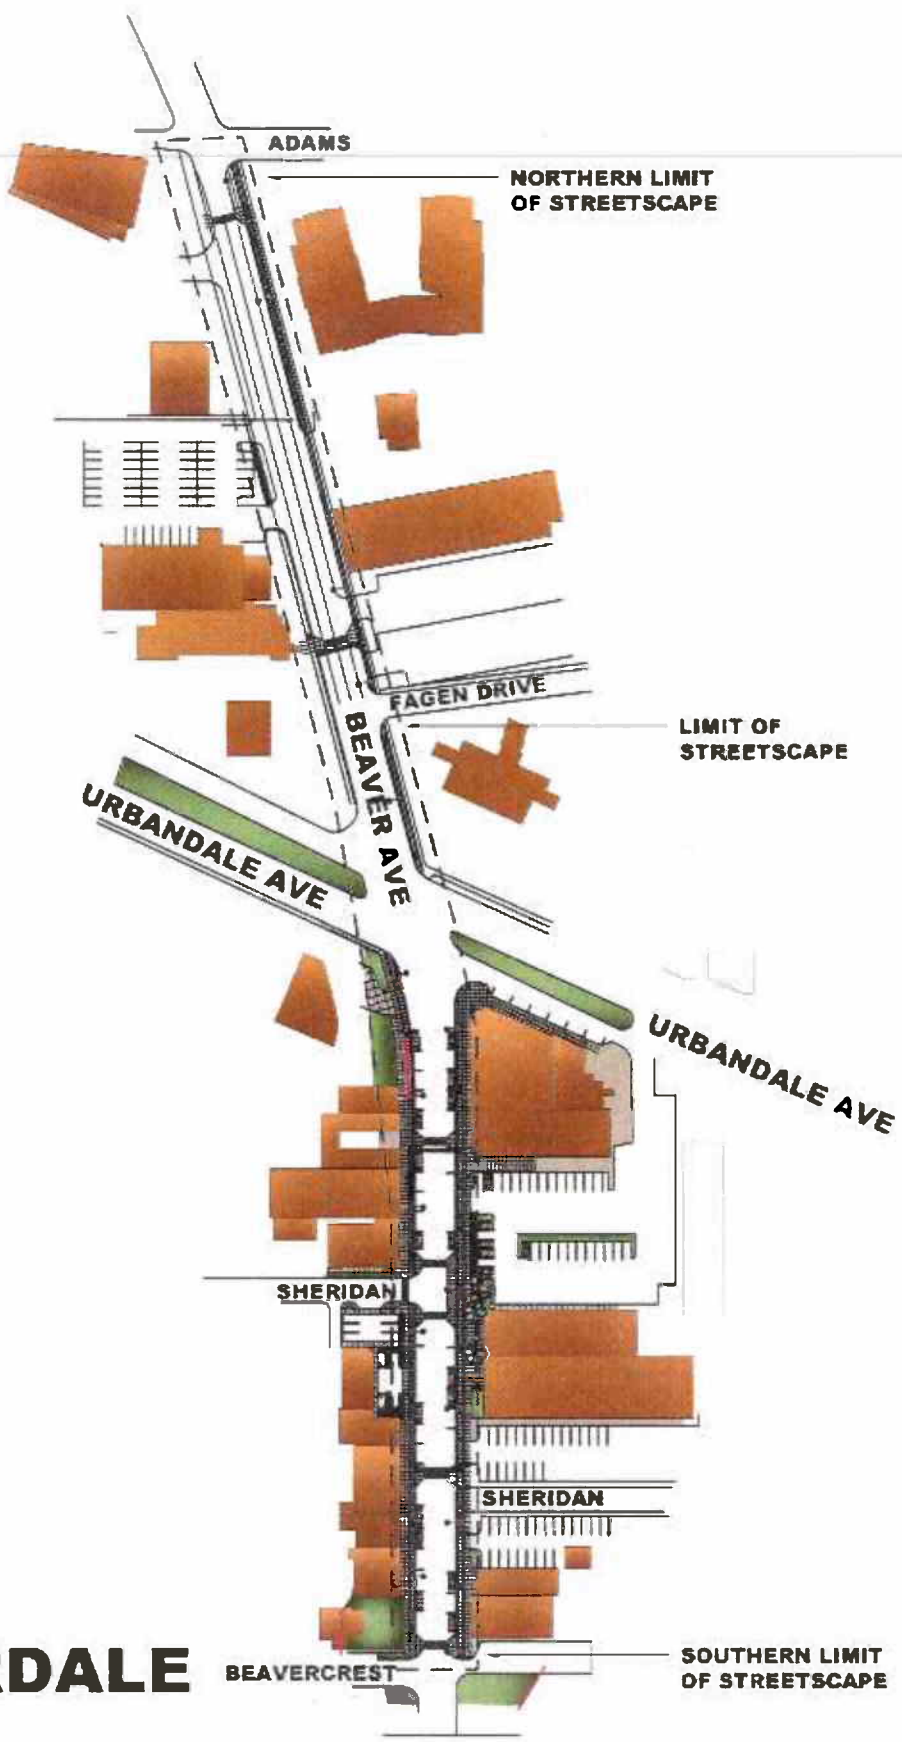 ADAMS
NORTHERN LIMIT
OF STREETSCAPE
FAGEN DRIVE
LIMIT OF
STREETSCAPE
BEAVER AVE
URBANDALE AVE
URBANDALE AVE
SHERIDAN
SHERIDAN
RDALE
BEAVERCREST
SOUTHERN LIMIT
OF STREETSCAPE